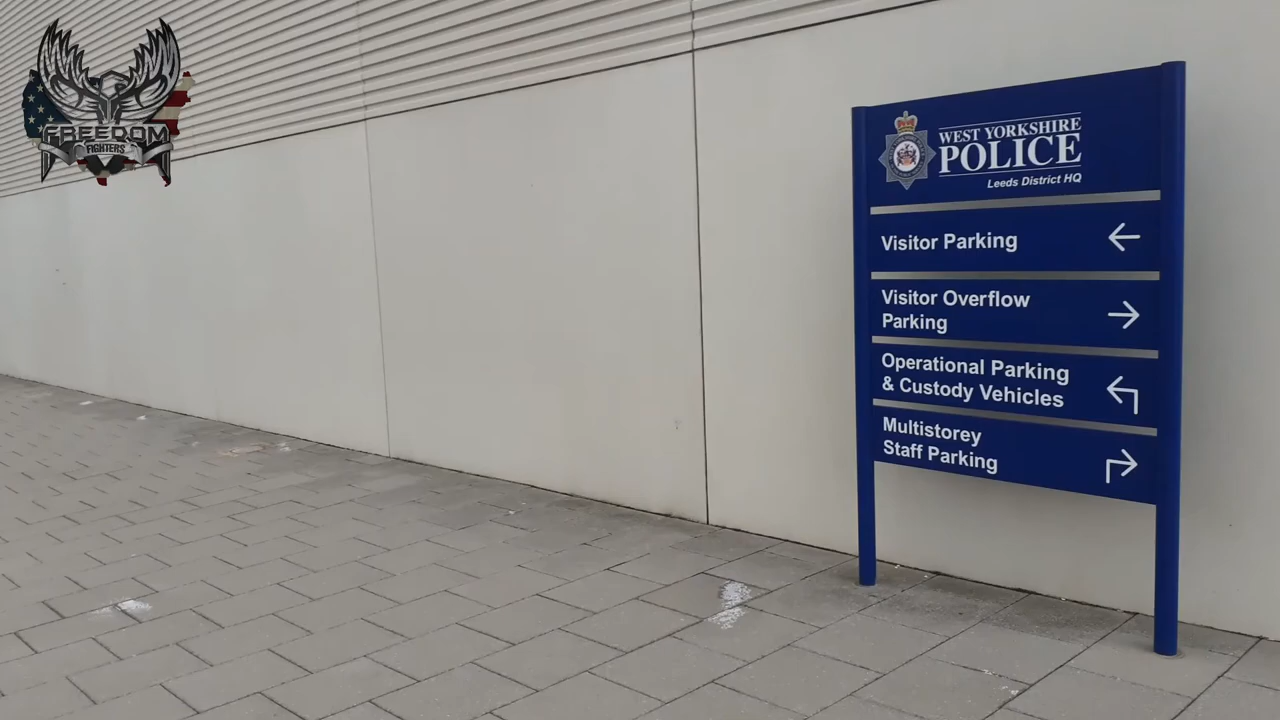 FREEDOM
FIGHTERS
WEST YORKSHIRE
POLICE
Leeds District HQ
Visitor Parking
Visitor Overflow
Parking
Operational Parking
& Custody Vehicles
Multistorey
Staff Parking